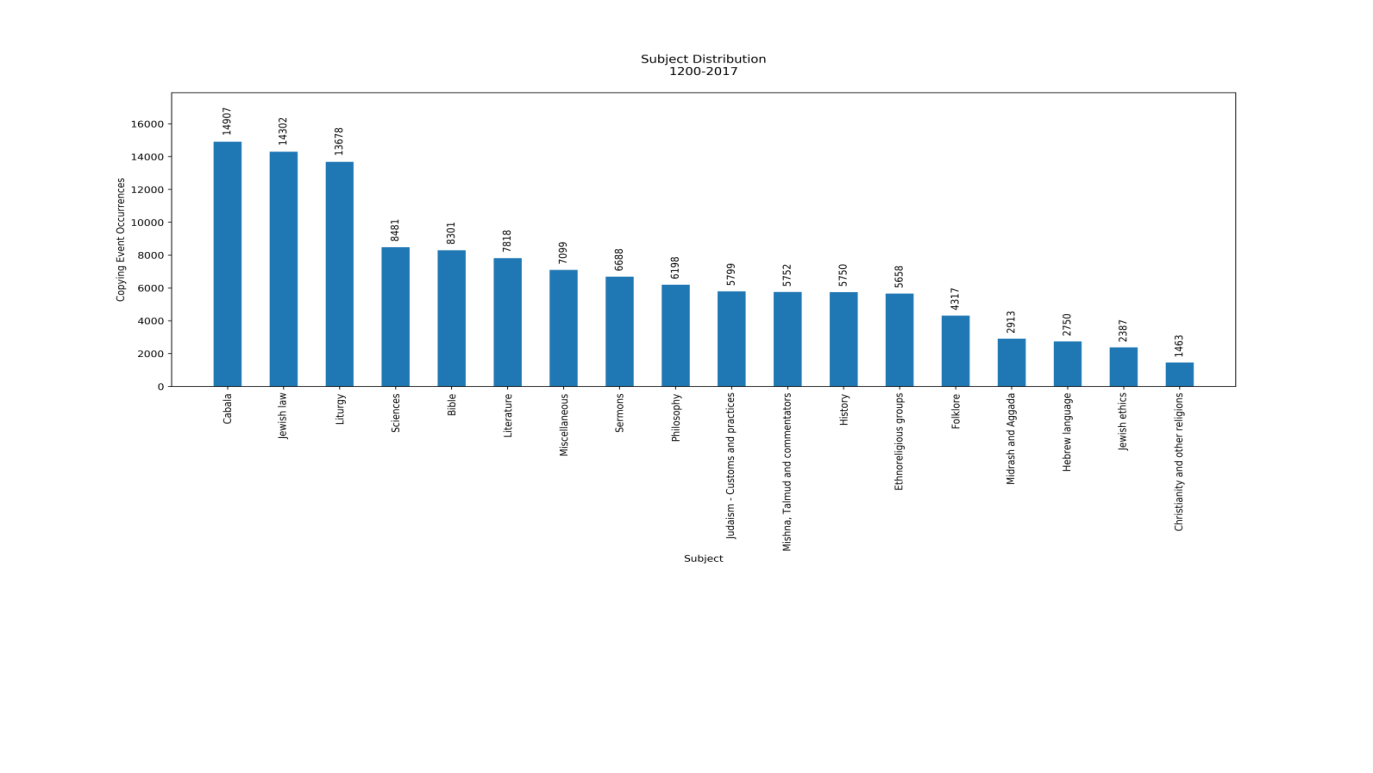 Subject Distribution
1200-2017
Copying Event Occurrences
16000
14000
12000
10000
8000
6000
4000
2000
0
14907
14302
13678
8481
8301
7818
7099
6688
6198
5799
5752
5750
5658
4317
2913
2750
2387
1463
Cabala
Jewish law
Liturgy
Sciences
Bible
Literature
Miscellaneous
Sermons
Philosophy
Judaism - Customs and practices
Mishna, Talmud and commentators
History
Ethnoreligious groups
Folklore
Midrash and Aggada
Hebrew language
Jewish ethics
Christianity and other religions
Subject